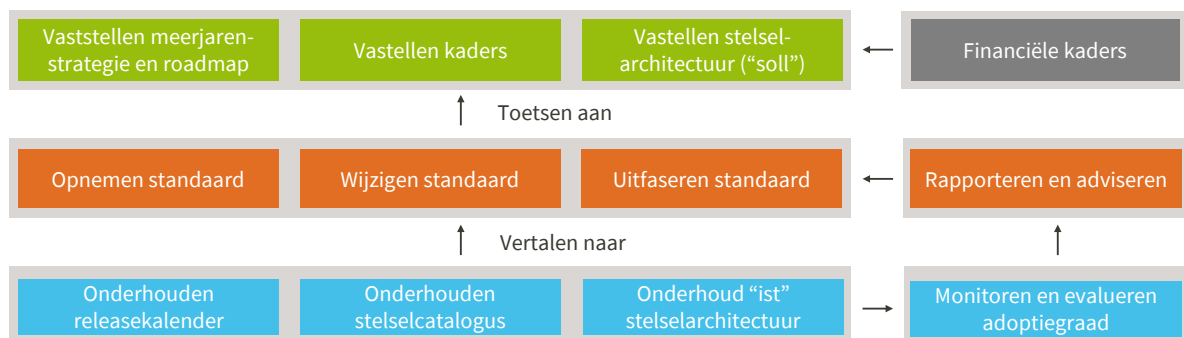 Vaststellen meerjaren-
strategie en roadmap
Vastellen kaders
Vastellen stelsel-
architectuur (“soll”)
Financiële kaders
Toetsen aan
Opnemen standaard
Wijzigen standaard
Uitfaseren standaard
Rapporteren en adviseren
Vertalen naar
Onderhouden
releasekalender
Onderhouden
stelselcatalogus
Onderhoud “ist”
stelselarchitectuur
Monitoren en evalueren
adoptiegraad